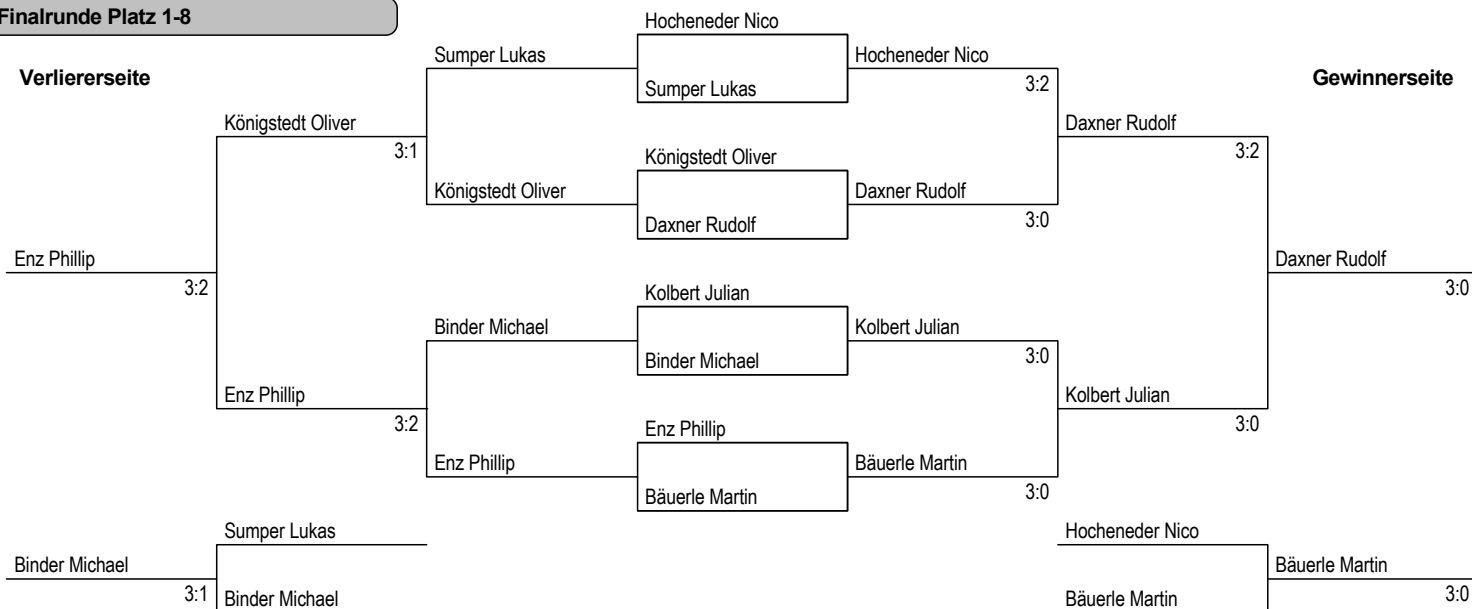 Finalrunde Platz 1-8
Hocheneder Nico
Sumper Lukas
Hocheneder Nico
Verliererseite
Sumper Lukas
3:2
Gewinnerseite
Königstedt Oliver
Daxner Rudolf
3:1
Königstedt Oliver
3:2
Königstedt Oliver
Daxner Rudolf
Daxner Rudolf
3:0
Enz Phillip
Daxner Rudolf
3:2
Kolbert Julian
3:0
Binder Michael
Kolbert Julian
Binder Michael
3:0
Enz Phillip
Kolbert Julian
3:2
Enz Phillip
3:0
Enz Phillip
Bäuerle Martin
Bäuerle Martin
3:0
Sumper Lukas
Hocheneder Nico
Binder Michael
Bäuerle Martin
3:1
Binder Michael
Bäuerle Martin
3:0